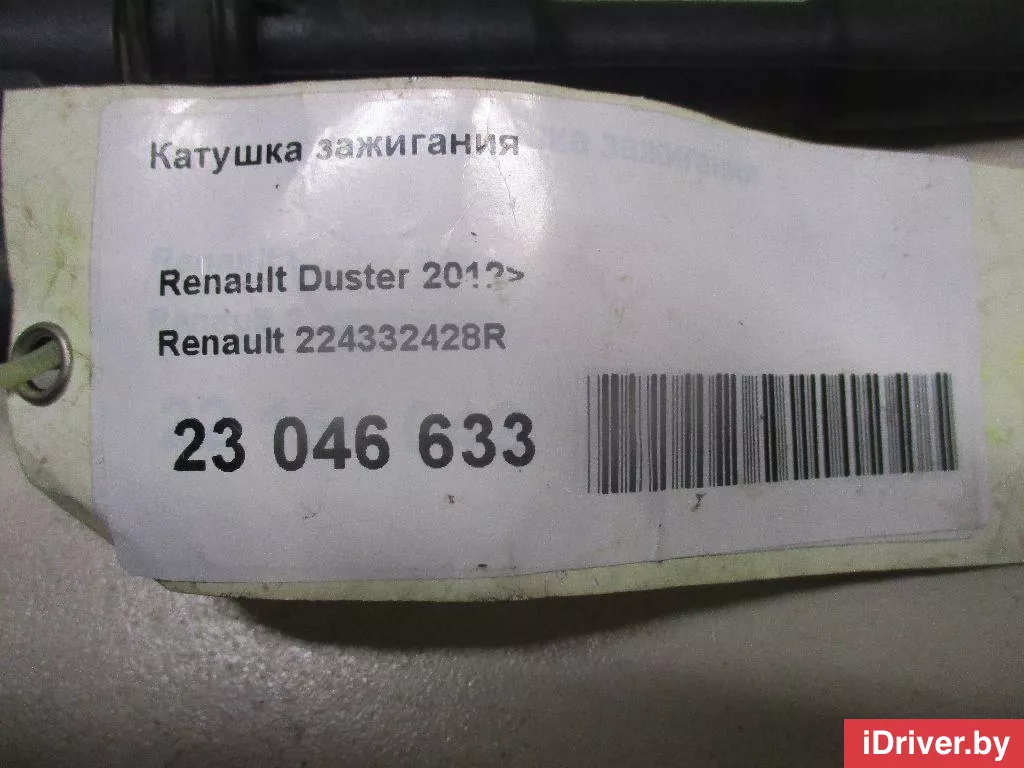 Катушка зажигания
Renault Duster 2012>
Renault 224332428R
23 046 633
iDriver.by